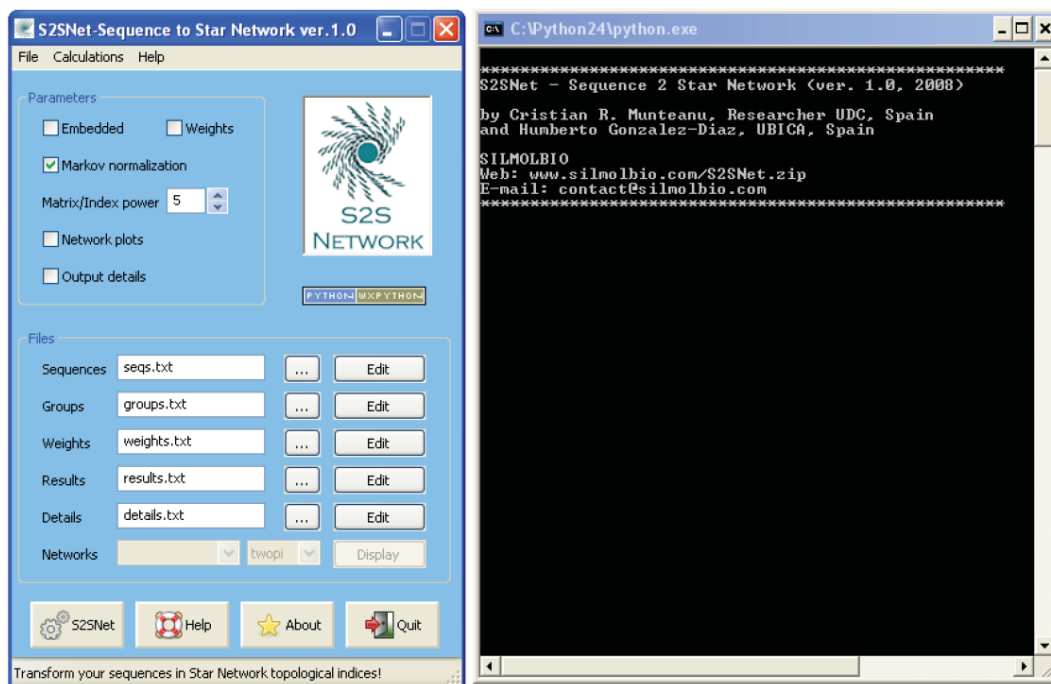 S2SNet-Sequence to Star Network ver.1.0
File Calculations Help
Parameters
Embedded Weights
Markov normalization
Matrix/Index power 5
Network plots
Output details
S2S
NETWORK
PYTHON WXPYTHON
Files
Sequences seqs.txt ... Edit
Groups groups.txt ... Edit
Weights weights.txt ... Edit
Results results.txt ... Edit
Details details.txt ... Edit
Networks twopi Display
S2SNet Help About Quit
Transform your sequences in Star Network topological indices!
C:\Python24\python.exe
*********************************************************
S2SNet - Sequence 2 Star Network (ver. 1.0, 2008)
by Cristian R. Munteanu, Researcher UDC, Spain
and Humberto Gonzalez-Diaz, UBICA, Spain
SILMOLBIO
Web: www.silmolbio.com/S2SNet.zip
E-mail: contact@silmolbio.com
*********************************************************